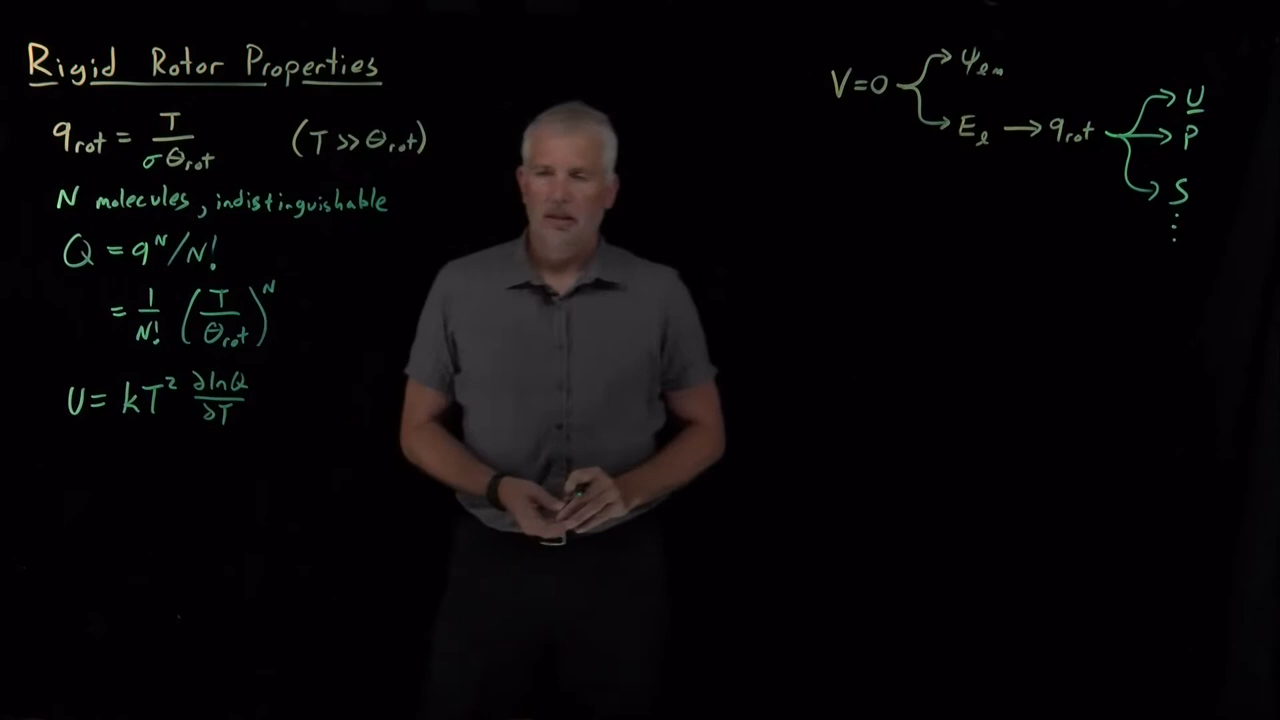 Rigid Rotor Properties
q_rot = T / σΘ_rot (T >> Θ_rot)
N molecules, indistinguishable
Q = q^N / N!
= 1/N! (T / Θ_rot)^N
U = kT² ∂lnQ / ∂T
V=0 → ψ_lm
→ E_l → q_rot → U
→ P
→ S
⋮